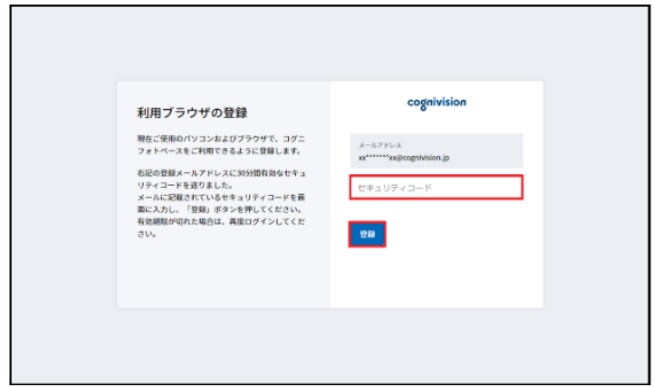 利用ブラウザの登録
現在ご使用のパソコンおよびブラウザで、コグニ
フォトベースをご利用できるように登録します。
右記の登録メールアドレスに30分間有効なセキュ
リティコードを送りました。
メールに記載されているセキュリティコードを画
面に入力し、「登録」ボタンを押してください。
有効期限が切れた場合は、再度ログインしてくだ
さい。
cognivision
メールアドレス
xx*******xx@cognivision.jp
セキュリティコード
登録